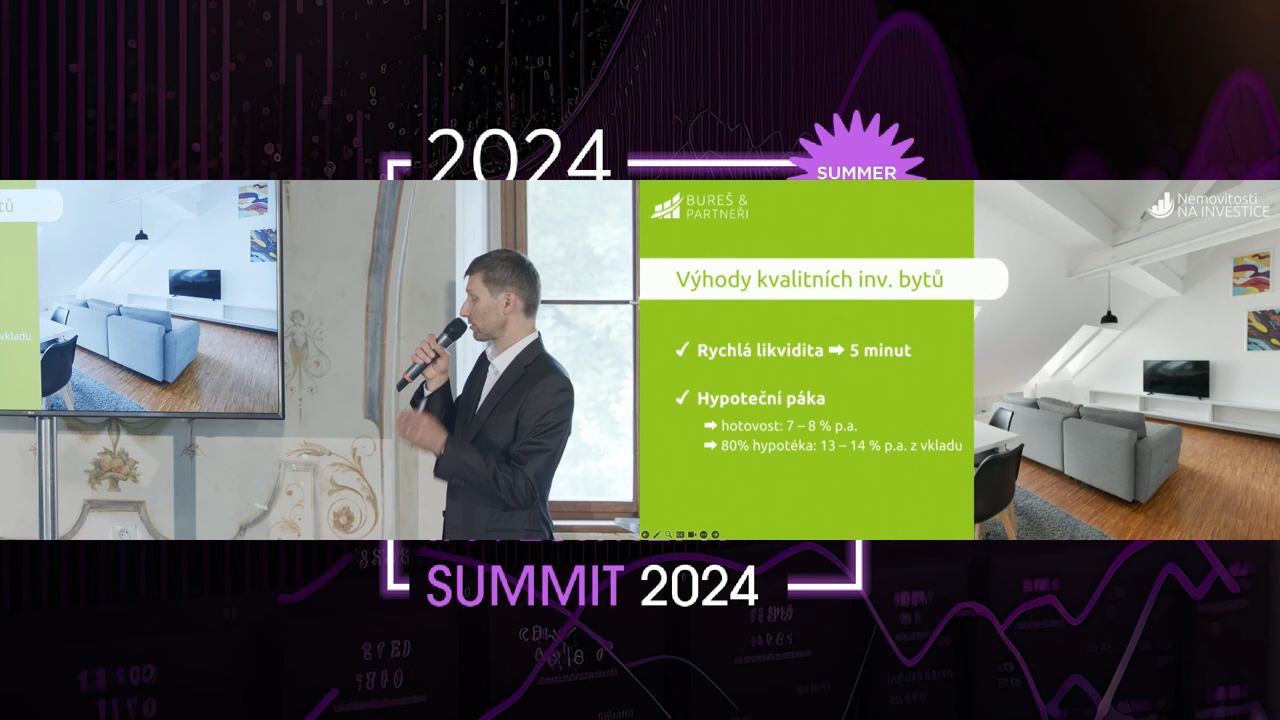 2024
SUMMER
tů
vkladu
BUREŠ &
PARTNEŘI
Nemovitosti
NA INVESTICE
Výhody kvalitních inv. bytů
✓ Rychlá likvidita ➡ 5 minut
✓ Hypoteční páka
➡ hotovost: 7 – 8 % p.a.
➡ 80% hypotéka: 13 – 14 % p.a. z vkladu
SUMMIT 2024